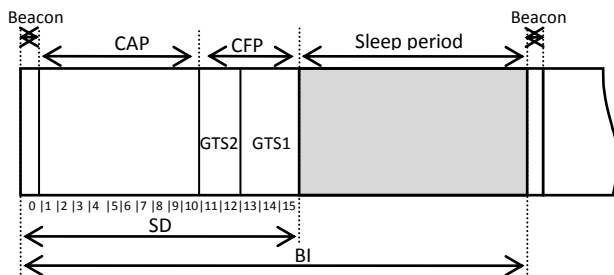 Beacon
Beacon
CAP
CFP
Sleep period
GTS2
GTS1
0 |1 |2 |3 |4 |5|6 |7 |8 |9|10 |11 |12 |13 |14 |15
SD
BI